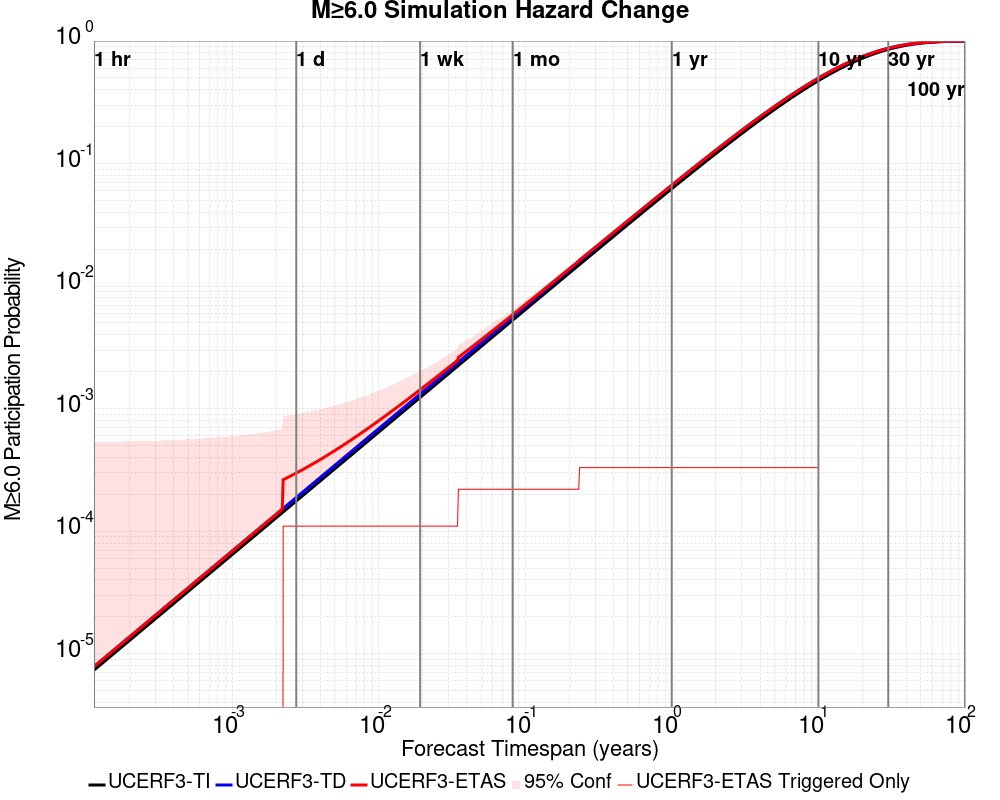 M≥6.0 Simulation Hazard Change
M≥6.0 Participation Probability
10^0
10^-1
10^-2
10^-3
10^-4
10^-5
1 hr
1 d
1 wk
1 mo
1 yr
10 yr
30 yr
100 yr
10^-3
10^-2
10^-1
10^0
10^1
10^2
Forecast Timespan (years)
UCERF3-TI UCERF3-TD UCERF3-ETAS 95% Conf UCERF3-ETAS Triggered Only